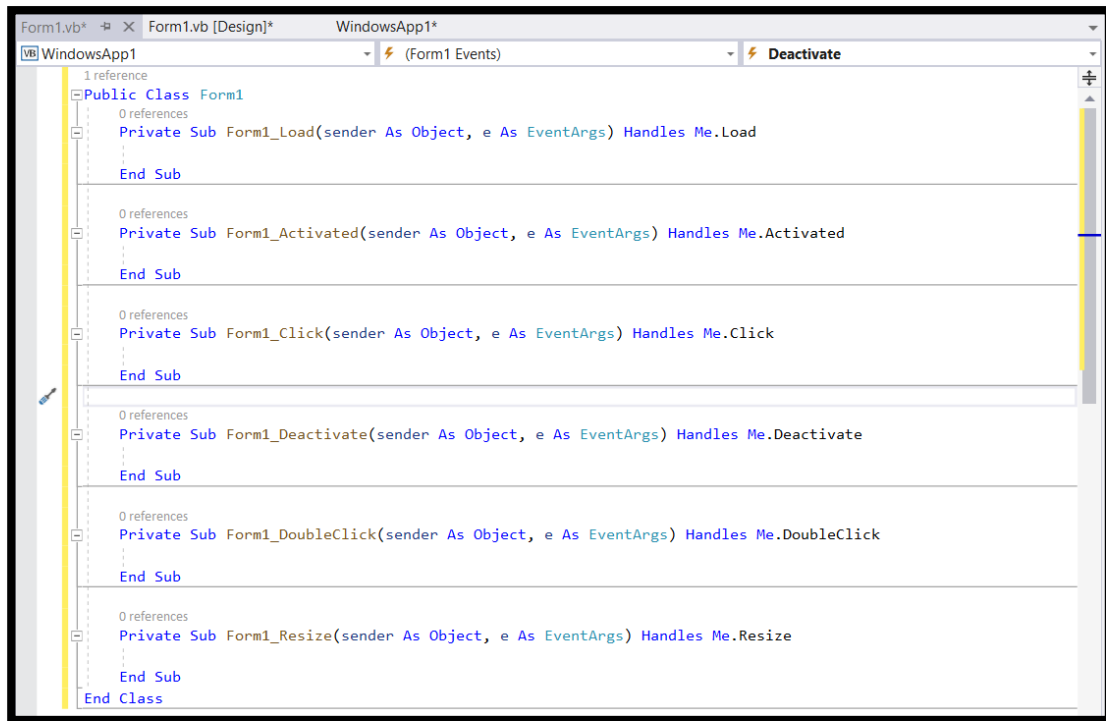 Form1.vb* Form1.vb [Design]* WindowsApp1*
VB WindowsApp1 (Form1 Events) Deactivate
1 reference
Public Class Form1
0 references
Private Sub Form1_Load(sender As Object, e As EventArgs) Handles Me.Load
End Sub
0 references
Private Sub Form1_Activated(sender As Object, e As EventArgs) Handles Me.Activated
End Sub
0 references
Private Sub Form1_Click(sender As Object, e As EventArgs) Handles Me.Click
End Sub
0 references
Private Sub Form1_Deactivate(sender As Object, e As EventArgs) Handles Me.Deactivate
End Sub
0 references
Private Sub Form1_DoubleClick(sender As Object, e As EventArgs) Handles Me.DoubleClick
End Sub
0 references
Private Sub Form1_Resize(sender As Object, e As EventArgs) Handles Me.Resize
End Sub
End Class